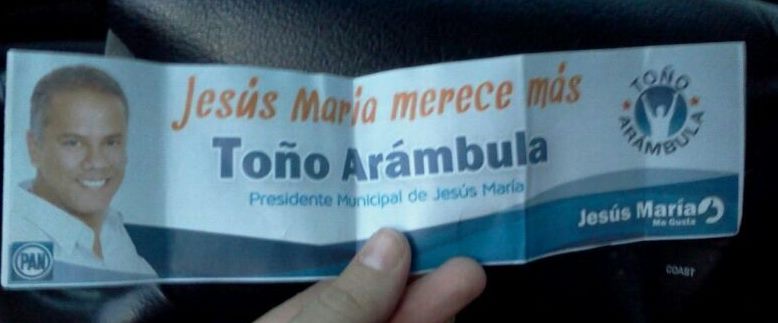 Jesús María merece más
Toño Arámbula
Presidente Municipal de Jesús María
TOÑO
ARÁMBULA
Jesús María
Me Gusta
PAN
COAST